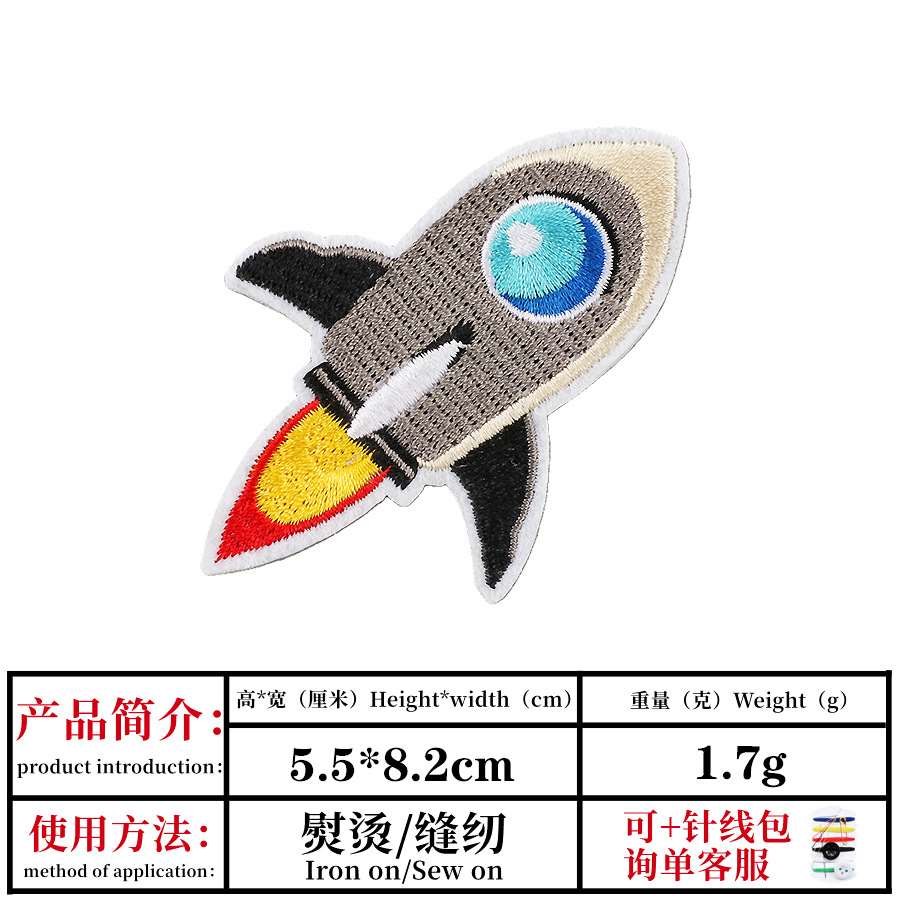 产品简介：
product introduction:
高*宽（厘米）Height*width（cm）
重量（克）Weight（g）
5.5*8.2cm
1.7g
使用方法：
method of application:
熨烫/缝纫
Iron on/Sew on
可+针线包
询单客服